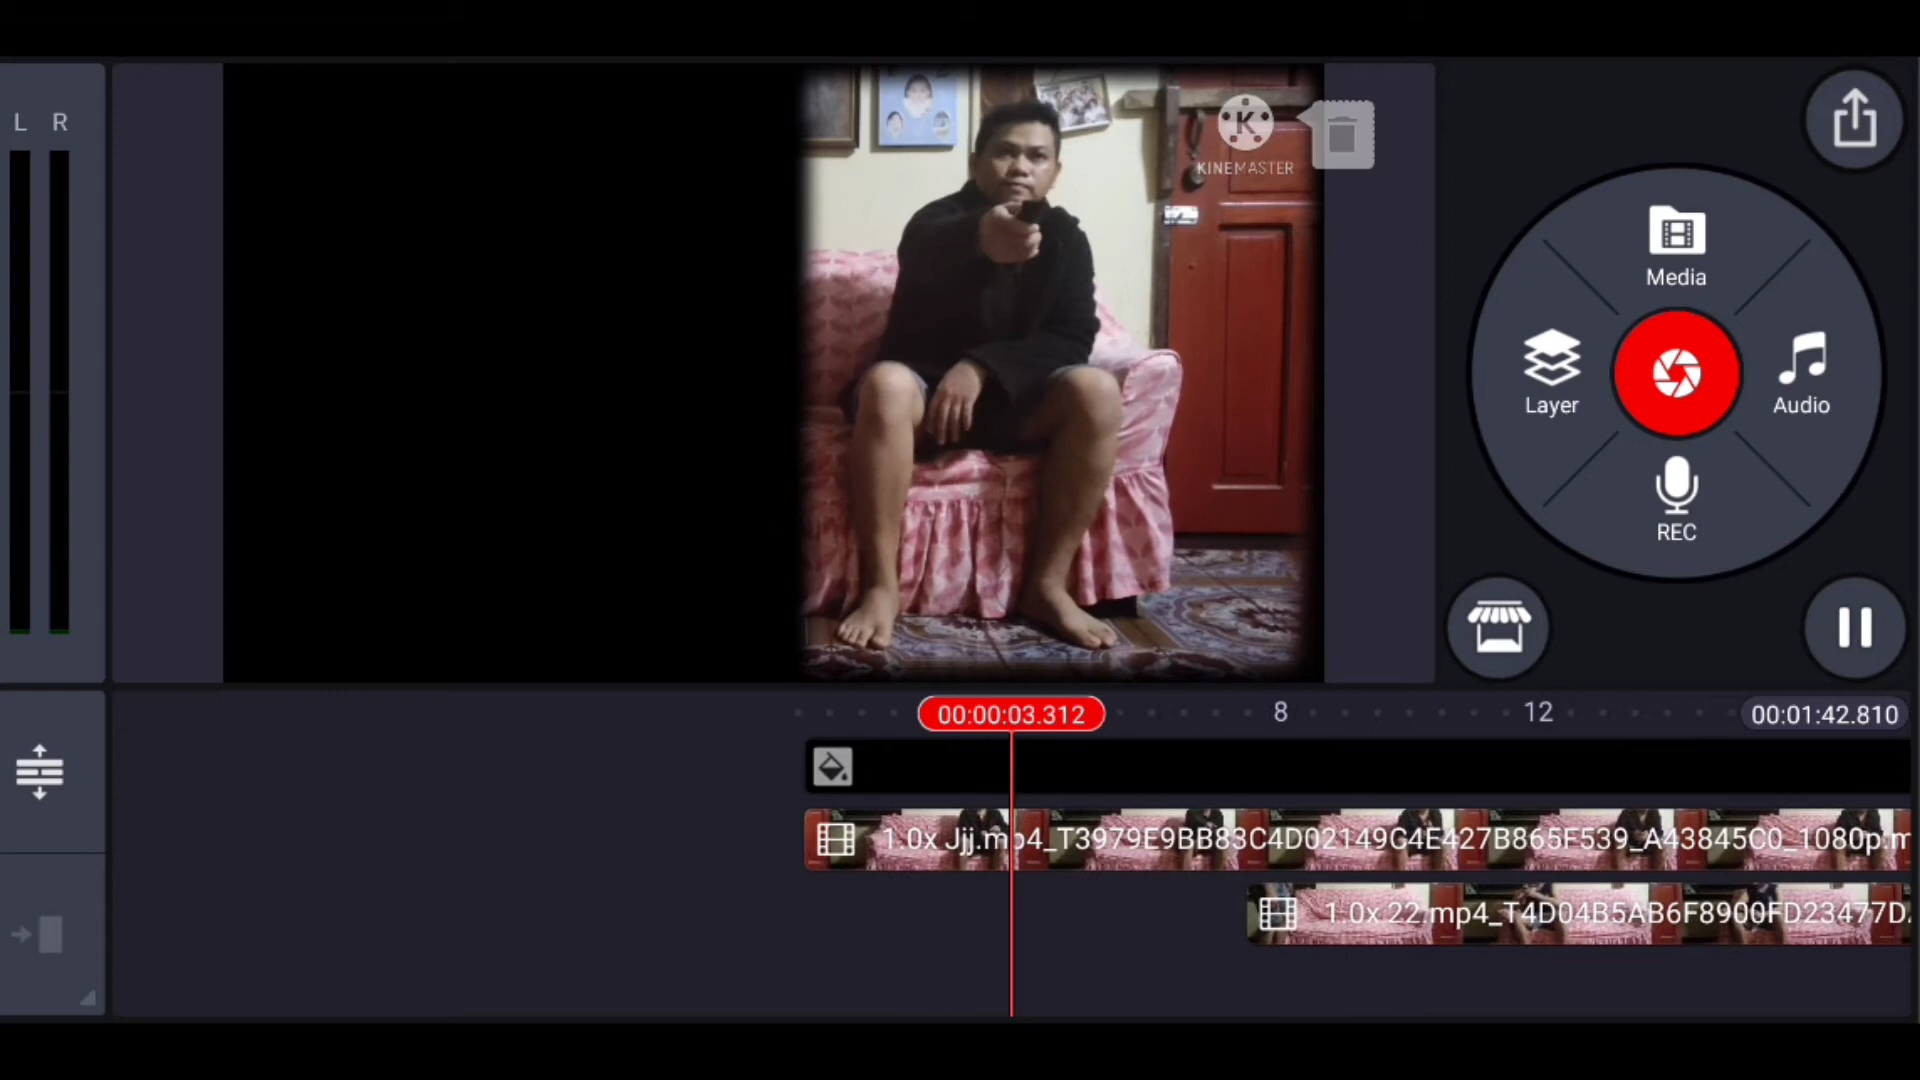 L R
KINEMASTER
Media
Layer
Audio
REC
00:00:03.312
8
12
00:01:42.810
1.0x Jjj.mp4_T3979E9BB83C4D02149C4E427B865F539_A43845C0_1080p.m
1.0x 22.mp4_T4D04B5AB6F8900FD23477D